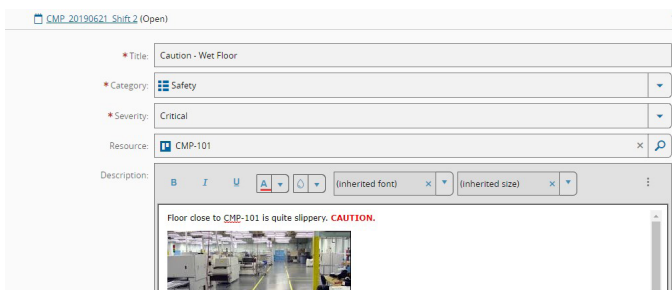 CMP_20190621_Shift 2 (Open)
* Title: Caution - Wet Floor
* Category: Safety
* Severity: Critical
Resource: CMP-101
Description:
B I U A (inherited font) (inherited size)
Floor close to CMP-101 is quite slippery. CAUTION.